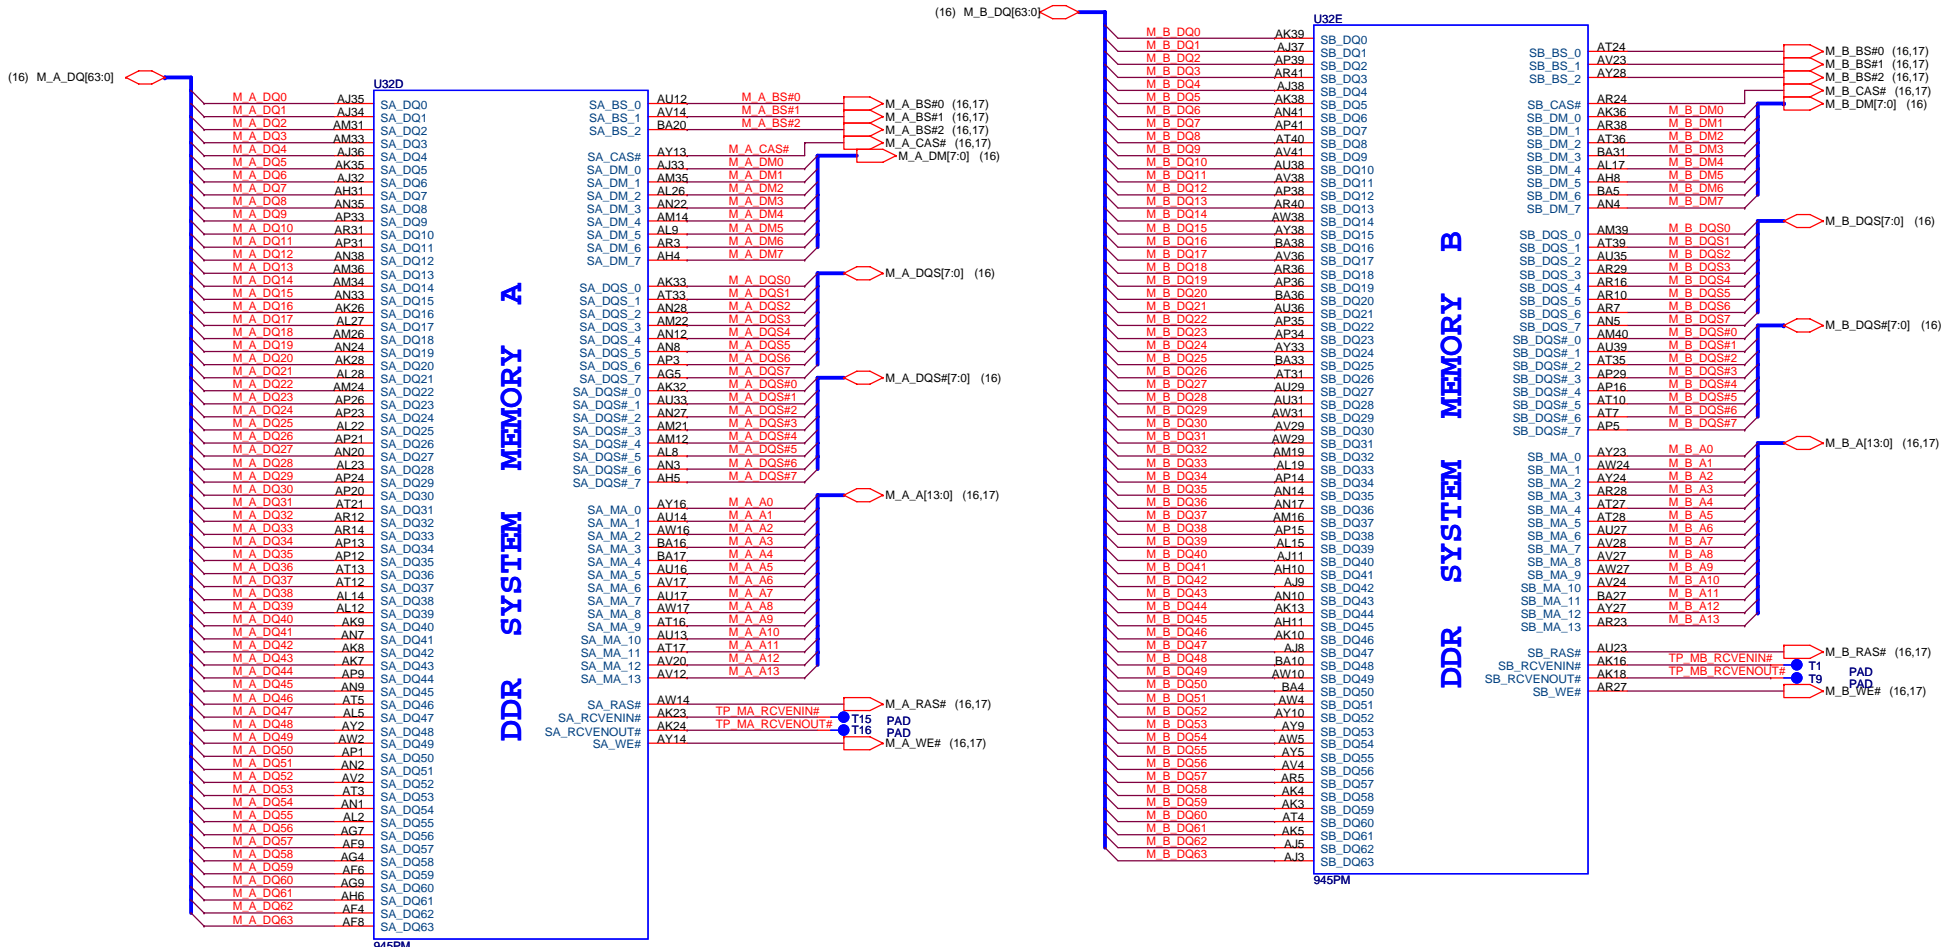 (16) M_A_DQ[63:0]
U32D
M_A_DQ0 AJ35 SA_DQ0
M_A_DQ1 AJ34 SA_DQ1
M_A_DQ2 AM31 SA_DQ2
M_A_DQ3 AM33 SA_DQ3
M_A_DQ4 AJ36 SA_DQ4
M_A_DQ5 AK35 SA_DQ5
M_A_DQ6 AJ32 SA_DQ6
M_A_DQ7 AH31 SA_DQ7
M_A_DQ8 AN35 SA_DQ8
M_A_DQ9 AP33 SA_DQ9
M_A_DQ10 AR31 SA_DQ10
M_A_DQ11 AP31 SA_DQ11
M_A_DQ12 AN38 SA_DQ12
M_A_DQ13 AM36 SA_DQ13
M_A_DQ14 AM34 SA_DQ14
M_A_DQ15 AN33 SA_DQ15
M_A_DQ16 AK26 SA_DQ16
M_A_DQ17 AL27 SA_DQ17
M_A_DQ18 AM26 SA_DQ18
M_A_DQ19 AN24 SA_DQ19
M_A_DQ20 AK28 SA_DQ20
M_A_DQ21 AL28 SA_DQ21
M_A_DQ22 AM24 SA_DQ22
M_A_DQ23 AP26 SA_DQ23
M_A_DQ24 AP23 SA_DQ24
M_A_DQ25 AL22 SA_DQ25
M_A_DQ26 AP21 SA_DQ26
M_A_DQ27 AN20 SA_DQ27
M_A_DQ28 AL23 SA_DQ28
M_A_DQ29 AP24 SA_DQ29
M_A_DQ30 AP20 SA_DQ30
M_A_DQ31 AT21 SA_DQ31
M_A_DQ32 AR12 SA_DQ32
M_A_DQ33 AR14 SA_DQ33
M_A_DQ34 AP13 SA_DQ34
M_A_DQ35 AP12 SA_DQ35
M_A_DQ36 AT13 SA_DQ36
M_A_DQ37 AT12 SA_DQ37
M_A_DQ38 AL14 SA_DQ38
M_A_DQ39 AL12 SA_DQ39
M_A_DQ40 AK9 SA_DQ40
M_A_DQ41 AN7 SA_DQ41
M_A_DQ42 AK8 SA_DQ42
M_A_DQ43 AK7 SA_DQ43
M_A_DQ44 AP9 SA_DQ44
M_A_DQ45 AN9 SA_DQ45
M_A_DQ46 AT5 SA_DQ46
M_A_DQ47 AL5 SA_DQ47
M_A_DQ48 AY2 SA_DQ48
M_A_DQ49 AW2 SA_DQ49
M_A_DQ50 AP1 SA_DQ50
M_A_DQ51 AN2 SA_DQ51
M_A_DQ52 AV2 SA_DQ52
M_A_DQ53 AT3 SA_DQ53
M_A_DQ54 AN1 SA_DQ54
M_A_DQ55 AL2 SA_DQ55
M_A_DQ56 AG7 SA_DQ56
M_A_DQ57 AF9 SA_DQ57
M_A_DQ58 AG4 SA_DQ58
M_A_DQ59 AF6 SA_DQ59
M_A_DQ60 AG9 SA_DQ60
M_A_DQ61 AH6 SA_DQ61
M_A_DQ62 AF4 SA_DQ62
M_A_DQ63 AF8 SA_DQ63
DDR SYSTEM MEMORY A
SA_BS_0 AU12 M_A_BS#0 M_A_BS#0 (16,17)
SA_BS_1 AV14 M_A_BS#1 M_A_BS#1 (16,17)
SA_BS_2 BA20 M_A_BS#2 M_A_BS#2 (16,17)
SA_CAS# AY13 M_A_CAS# M_A_CAS# (16,17)
SA_DM_0 AJ33 M_A_DM0 M_A_DM[7:0] (16)
SA_DM_1 AM35 M_A_DM1
SA_DM_2 AL26 M_A_DM2
SA_DM_3 AN22 M_A_DM3
SA_DM_4 AM14 M_A_DM4
SA_DM_5 AL9 M_A_DM5
SA_DM_6 AR3 M_A_DM6
SA_DM_7 AH4 M_A_DM7
M_A_DQS[7:0] (16)
SA_DQS_0 AK33 M_A_DQS0
SA_DQS_1 AT33 M_A_DQS1
SA_DQS_2 AN28 M_A_DQS2
SA_DQS_3 AM22 M_A_DQS3
SA_DQS_4 AN12 M_A_DQS4
SA_DQS_5 AN8 M_A_DQS5
SA_DQS_6 AP3 M_A_DQS6
SA_DQS_7 AG5 M_A_DQS7
M_A_DQS#[7:0] (16)
SA_DQS#_0 AK32 M_A_DQS#0
SA_DQS#_1 AU33 M_A_DQS#1
SA_DQS#_2 AN27 M_A_DQS#2
SA_DQS#_3 AM21 M_A_DQS#3
SA_DQS#_4 AM12 M_A_DQS#4
SA_DQS#_5 AL8 M_A_DQS#5
SA_DQS#_6 AN3 M_A_DQS#6
SA_DQS#_7 AH5 M_A_DQS#7
M_A_A[13:0] (16,17)
SA_MA_0 AY16 M_A_A0
SA_MA_1 AU14 M_A_A1
SA_MA_2 AW16 M_A_A2
SA_MA_3 BA16 M_A_A3
SA_MA_4 BA17 M_A_A4
SA_MA_5 AU16 M_A_A5
SA_MA_6 AV17 M_A_A6
SA_MA_7 AU17 M_A_A7
SA_MA_8 AW17 M_A_A8
SA_MA_9 AT16 M_A_A9
SA_MA_10 AU13 M_A_A10
SA_MA_11 AT17 M_A_A11
SA_MA_12 AV20 M_A_A12
SA_MA_13 AV12 M_A_A13
SA_RAS# AW14 M_A_RAS# (16,17)
SA_RCVENIN# AK23 TP_MA_RCVENIN# T15 PAD
SA_RCVENOUT# AK24 TP_MA_RCVENOUT# T16 PAD
SA_WE# AY14 M_A_WE# (16,17)
945PM
(16) M_B_DQ[63:0]
U32E
M_B_DQ0 AK39 SB_DQ0
M_B_DQ1 AJ37 SB_DQ1
M_B_DQ2 AP39 SB_DQ2
M_B_DQ3 AR41 SB_DQ3
M_B_DQ4 AJ38 SB_DQ4
M_B_DQ5 AK38 SB_DQ5
M_B_DQ6 AN41 SB_DQ6
M_B_DQ7 AP41 SB_DQ7
M_B_DQ8 AT40 SB_DQ8
M_B_DQ9 AV41 SB_DQ9
M_B_DQ10 AU38 SB_DQ10
M_B_DQ11 AV38 SB_DQ11
M_B_DQ12 AP38 SB_DQ12
M_B_DQ13 AR40 SB_DQ13
M_B_DQ14 AW38 SB_DQ14
M_B_DQ15 AY38 SB_DQ15
M_B_DQ16 BA38 SB_DQ16
M_B_DQ17 AV36 SB_DQ17
M_B_DQ18 AR36 SB_DQ18
M_B_DQ19 AP36 SB_DQ19
M_B_DQ20 BA36 SB_DQ20
M_B_DQ21 AU36 SB_DQ21
M_B_DQ22 AP35 SB_DQ22
M_B_DQ23 AP34 SB_DQ23
M_B_DQ24 AY33 SB_DQ24
M_B_DQ25 BA33 SB_DQ25
M_B_DQ26 AT31 SB_DQ26
M_B_DQ27 AU29 SB_DQ27
M_B_DQ28 AU31 SB_DQ28
M_B_DQ29 AW31 SB_DQ29
M_B_DQ30 AV29 SB_DQ30
M_B_DQ31 AW29 SB_DQ31
M_B_DQ32 AM19 SB_DQ32
M_B_DQ33 AL19 SB_DQ33
M_B_DQ34 AP14 SB_DQ34
M_B_DQ35 AN14 SB_DQ35
M_B_DQ36 AN17 SB_DQ36
M_B_DQ37 AM16 SB_DQ37
M_B_DQ38 AP15 SB_DQ38
M_B_DQ39 AL15 SB_DQ39
M_B_DQ40 AJ11 SB_DQ40
M_B_DQ41 AH10 SB_DQ41
M_B_DQ42 AJ9 SB_DQ42
M_B_DQ43 AN10 SB_DQ43
M_B_DQ44 AK13 SB_DQ44
M_B_DQ45 AH11 SB_DQ45
M_B_DQ46 AK10 SB_DQ46
M_B_DQ47 AJ8 SB_DQ47
M_B_DQ48 BA10 SB_DQ48
M_B_DQ49 AW10 SB_DQ49
M_B_DQ50 BA4 SB_DQ50
M_B_DQ51 AW4 SB_DQ51
M_B_DQ52 AY10 SB_DQ52
M_B_DQ53 AY9 SB_DQ53
M_B_DQ54 AW5 SB_DQ54
M_B_DQ55 AY5 SB_DQ55
M_B_DQ56 AV4 SB_DQ56
M_B_DQ57 AR5 SB_DQ57
M_B_DQ58 AK4 SB_DQ58
M_B_DQ59 AK3 SB_DQ59
M_B_DQ60 AT4 SB_DQ60
M_B_DQ61 AK5 SB_DQ61
M_B_DQ62 AJ5 SB_DQ62
M_B_DQ63 AJ3 SB_DQ63
DDR SYSTEM MEMORY B
SB_BS_0 AT24 M_B_BS#0 (16,17)
SB_BS_1 AV23 M_B_BS#1 (16,17)
SB_BS_2 AY28 M_B_BS#2 (16,17)
SB_CAS# AR24 M_B_CAS# (16,17)
SB_DM_0 AK36 M_B_DM0 M_B_DM[7:0] (16)
SB_DM_1 AR38 M_B_DM1
SB_DM_2 AT36 M_B_DM2
SB_DM_3 BA31 M_B_DM3
SB_DM_4 AL17 M_B_DM4
SB_DM_5 AH8 M_B_DM5
SB_DM_6 BA5 M_B_DM6
SB_DM_7 AN4 M_B_DM7
M_B_DQS[7:0] (16)
SB_DQS_0 AM39 M_B_DQS0
SB_DQS_1 AT39 M_B_DQS1
SB_DQS_2 AU35 M_B_DQS2
SB_DQS_3 AR29 M_B_DQS3
SB_DQS_4 AR16 M_B_DQS4
SB_DQS_5 AR10 M_B_DQS5
SB_DQS_6 AR7 M_B_DQS6
SB_DQS_7 AN5 M_B_DQS7
M_B_DQS#[7:0] (16)
SB_DQS#_0 AM40 M_B_DQS#0
SB_DQS#_1 AU39 M_B_DQS#1
SB_DQS#_2 AT35 M_B_DQS#2
SB_DQS#_3 AP29 M_B_DQS#3
SB_DQS#_4 AP16 M_B_DQS#4
SB_DQS#_5 AT10 M_B_DQS#5
SB_DQS#_6 AT7 M_B_DQS#6
SB_DQS#_7 AP5 M_B_DQS#7
M_B_A[13:0] (16,17)
SB_MA_0 AY23 M_B_A0
SB_MA_1 AW24 M_B_A1
SB_MA_2 AY24 M_B_A2
SB_MA_3 AR28 M_B_A3
SB_MA_4 AT27 M_B_A4
SB_MA_5 AT28 M_B_A5
SB_MA_6 AU27 M_B_A6
SB_MA_7 AV28 M_B_A7
SB_MA_8 AV27 M_B_A8
SB_MA_9 AW27 M_B_A9
SB_MA_10 AV24 M_B_A10
SB_MA_11 BA27 M_B_A11
SB_MA_12 AY27 M_B_A12
SB_MA_13 AR23 M_B_A13
SB_RAS# AU23 M_B_RAS# (16,17)
SB_RCVENIN# AK16 TP_MB_RCVENIN# T1 PAD
SB_RCVENOUT# AK18 TP_MB_RCVENOUT# T9 PAD
SB_WE# AR27 M_B_WE# (16,17)
945PM